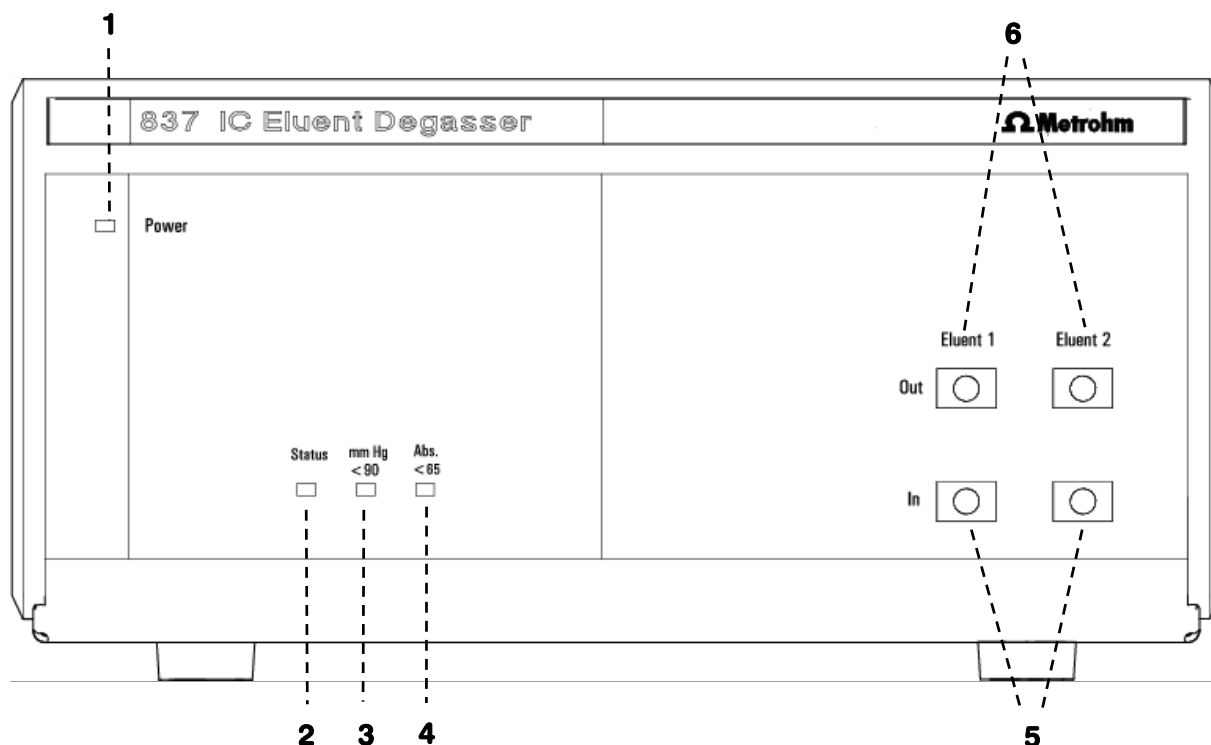 1
6
837 IC Eluent Degasser
Ω Metrohm
Power
Eluent 1
Eluent 2
Out
Status
mm Hg
<90
Abs.
<65
In
2
3
4
5